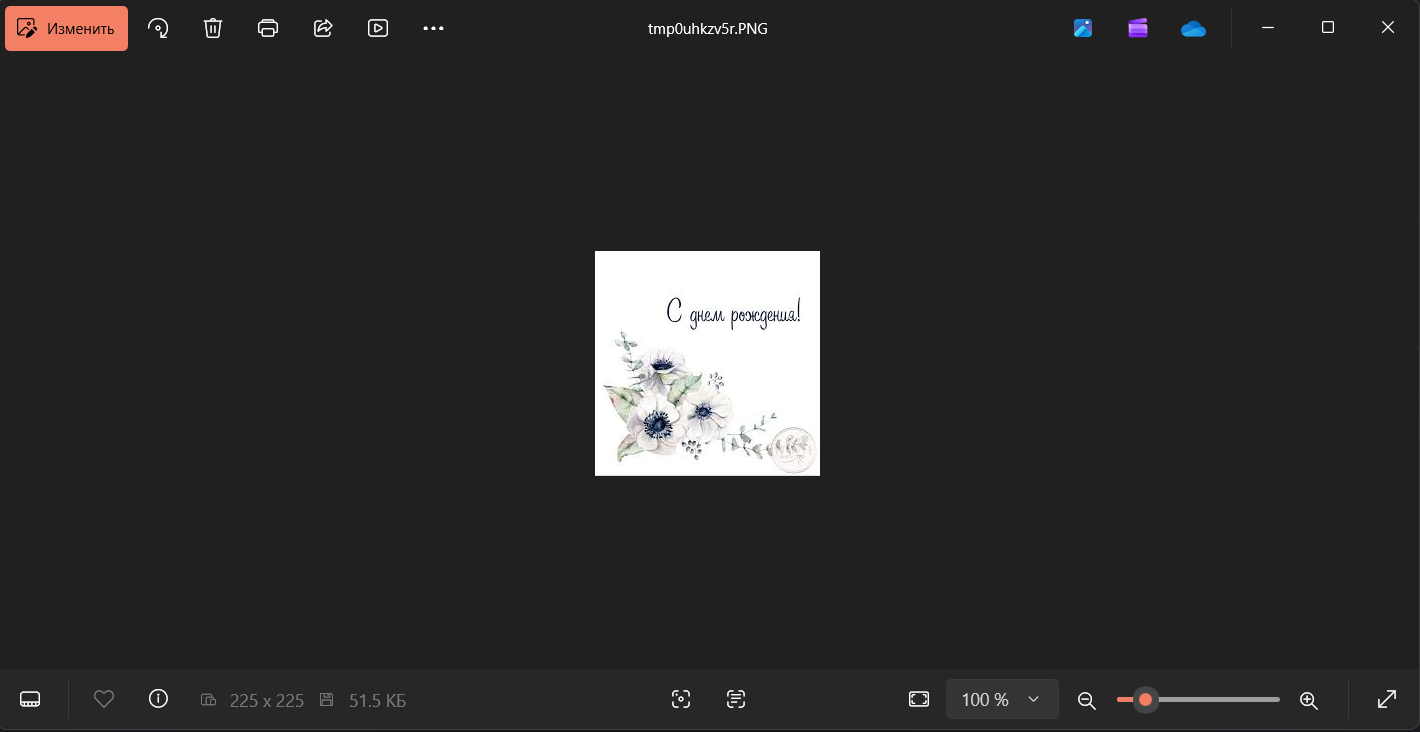 Изменить
tmp0uhkzv5r.PNG
С днем рождения!
225 x 225
51.5 КБ
100 %